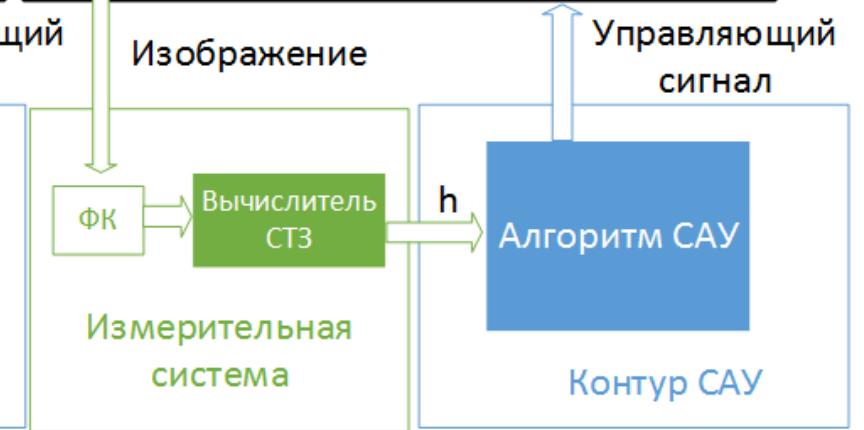 щий
Изображение
Управляющий
сигнал
ФК
Вычислитель
СТЗ
h
Алгоритм САУ
Измерительная
система
Контур САУ